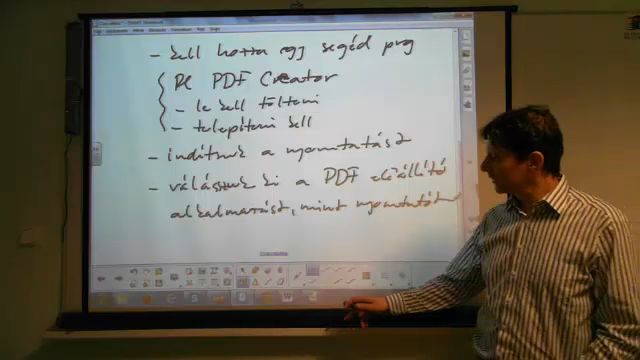 - kell hozzá egy segéd prg
Pl PDF Creator
- le kell tölteni
- telepíteni kell
- indítsuk a nyomtatást
- válasszuk ki a PDF előállító
alkalmazást, mint nyomtatót